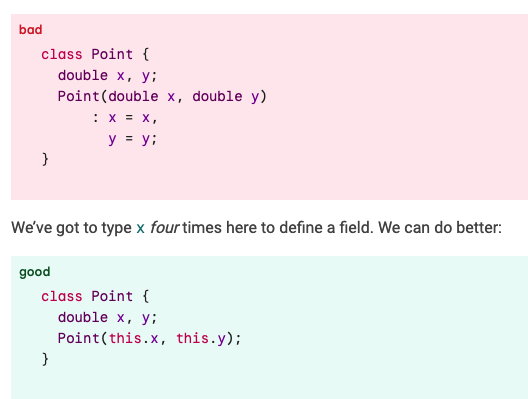 bad
class Point {
  double x, y;
  Point(double x, double y)
      : x = x,
        y = y;
}
We’ve got to type x four times here to define a field. We can do better:
good
class Point {
  double x, y;
  Point(this.x, this.y);
}